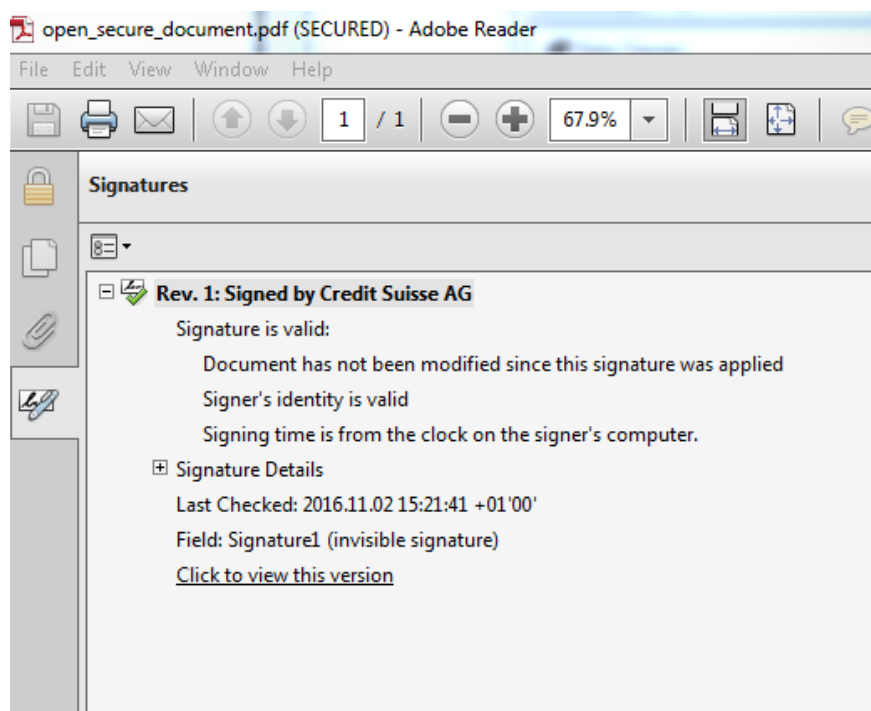 open_secure_document.pdf (SECURED) - Adobe Reader
File Edit View Window Help
1 / 1 67.9%
Signatures
Rev. 1: Signed by Credit Suisse AG
Signature is valid:
Document has not been modified since this signature was applied
Signer's identity is valid
Signing time is from the clock on the signer's computer.
Signature Details
Last Checked: 2016.11.02 15:21:41 +01'00'
Field: Signature1 (invisible signature)
Click to view this version